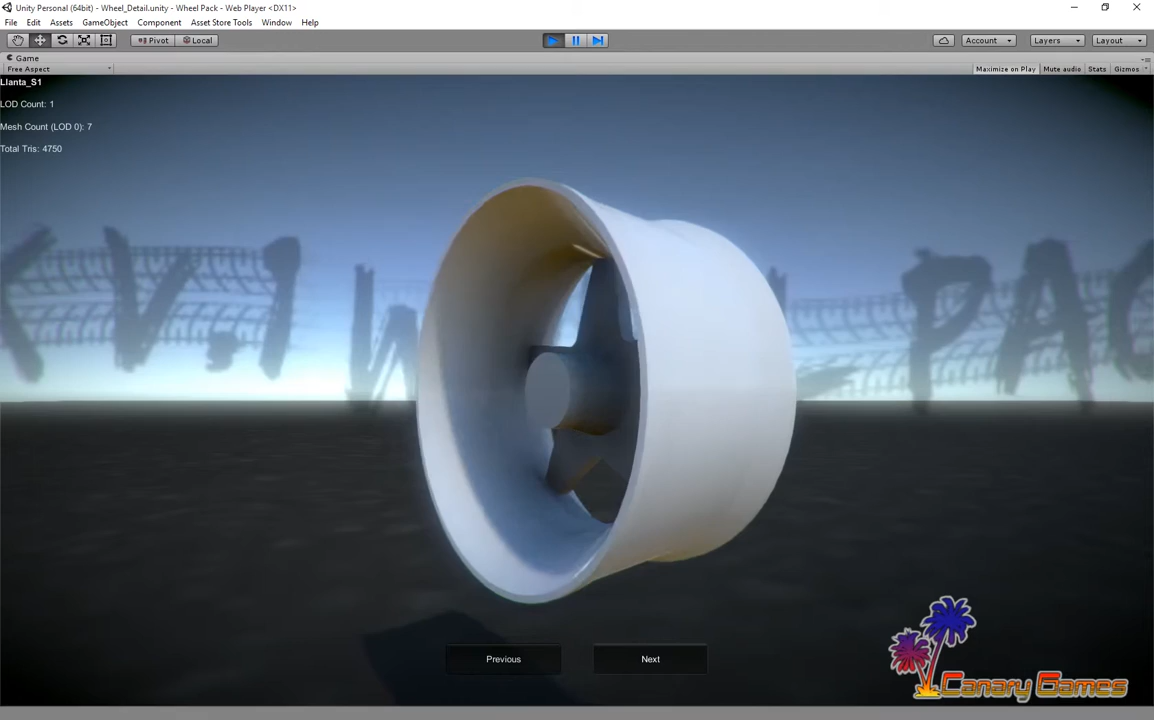 Unity Personal (64bit) - Wheel_Detail.unity - Wheel Pack - Web Player <DX11>
File Edit Assets GameObject Component Asset Store Tools Window Help
Pivot Local Account Layers Layout
Game
Free Aspect Maximize on Play Mute audio Stats Gizmos
Llanta_S1
LOD Count: 1
Mesh Count (LOD 0): 7
Total Tris: 4750
Previous Next
Canary Games